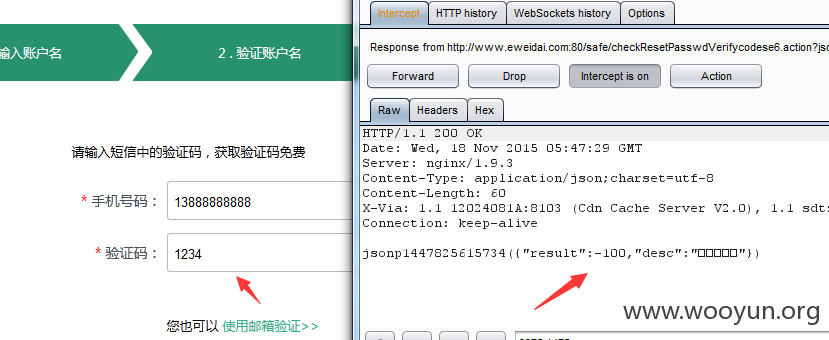 输入账户名
2 . 验证账户名
请输入短信中的验证码，获取验证码免费
* 手机号码：
13888888888
* 验证码：
1234
您也可以 使用邮箱验证>>
Intercept
HTTP history
WebSockets history
Options
Response from http://www.eweidai.com:80/safe/checkResetPasswdVerifycodese6.action?jso
Forward
Drop
Intercept is on
Action
Raw
Headers
Hex
HTTP/1.1 200 OK
Date: Wed, 18 Nov 2015 05:47:29 GMT
Server: nginx/1.9.3
Content-Type: application/json;charset=utf-8
Content-Length: 60
X-Via: 1.1 12024081A:8103 (Cdn Cache Server V2.0), 1.1 sdts
Connection: keep-alive
jsonp1447825615734({"result":-100,"desc":"□□□□□"})
www.wooyun.org